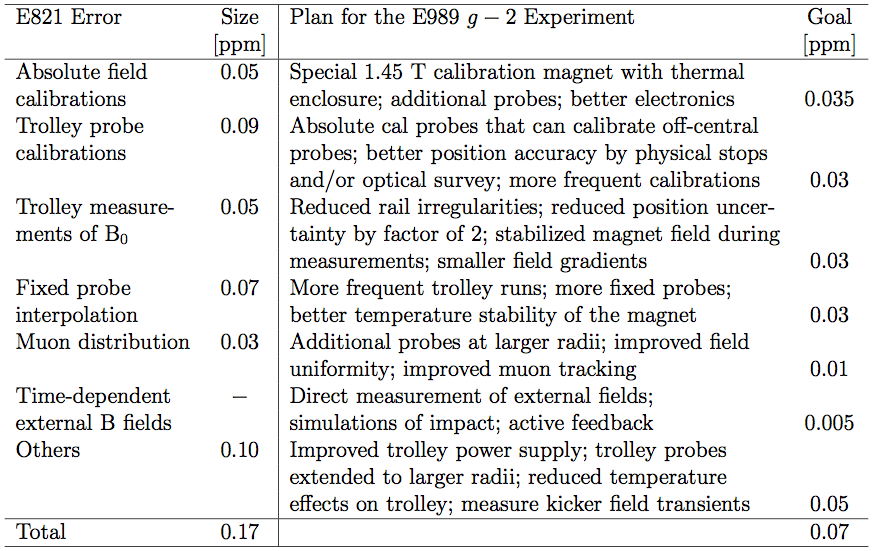 E821 Error Size Plan for the E989 g − 2 Experiment Goal
[ppm] [ppm]
Absolute field 0.05 Special 1.45 T calibration magnet with thermal
calibrations enclosure; additional probes; better electronics 0.035
Trolley probe 0.09 Absolute cal probes that can calibrate off-central
calibrations probes; better position accuracy by physical stops
and/or optical survey; more frequent calibrations 0.03
Trolley measure- 0.05 Reduced rail irregularities; reduced position uncer-
ments of B₀ tainty by factor of 2; stabilized magnet field during
measurements; smaller field gradients 0.03
Fixed probe 0.07 More frequent trolley runs; more fixed probes;
interpolation better temperature stability of the magnet 0.03
Muon distribution 0.03 Additional probes at larger radii; improved field
uniformity; improved muon tracking 0.01
Time-dependent − Direct measurement of external fields;
external B fields simulations of impact; active feedback 0.005
Others 0.10 Improved trolley power supply; trolley probes
extended to larger radii; reduced temperature
effects on trolley; measure kicker field transients 0.05
Total 0.17 0.07